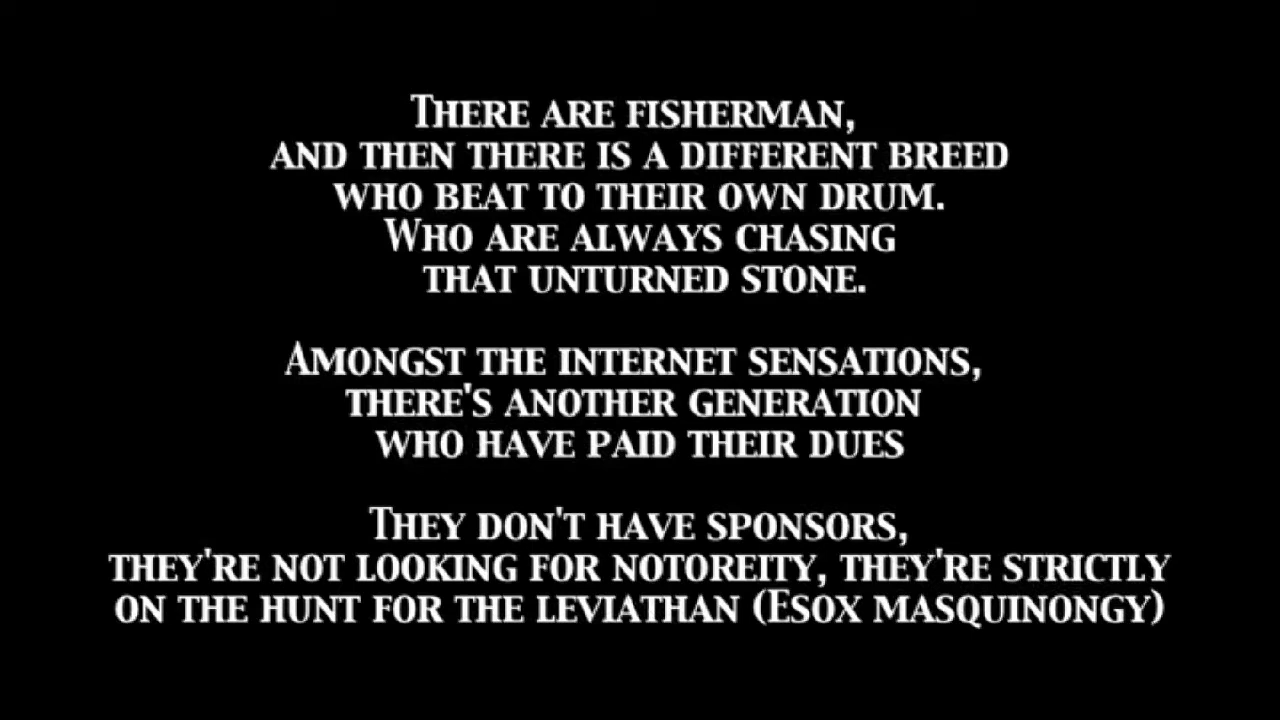 There are fisherman,
and then there is a different breed
who beat to their own drum.
Who are always chasing
that unturned stone.
Amongst the internet sensations,
there's another generation
who have paid their dues
They don't have sponsors,
they're not looking for notoreity, they're strictly
on the hunt for the leviathan (Esox masquinongy)